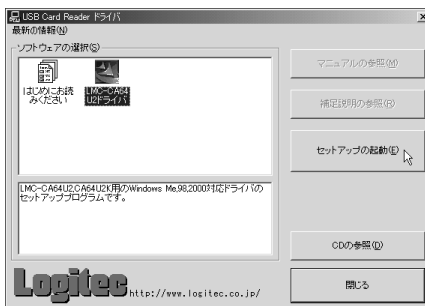 USB Card Reader ドライバ
最新の情報(N)
ソフトウェアの選択(S)
はじめにお読
みください
LMC-CA64
U2ドライバ
マニュアルの参照(M)
補足説明の参照(R)
セットアップの起動(E)
LMC-CA64U2,CA64U2K用のWindows Me,98,2000対応ドライバの
セットアッププログラムです。
CDの参照(D)
Logitec http://www.logitec.co.jp/
閉じる